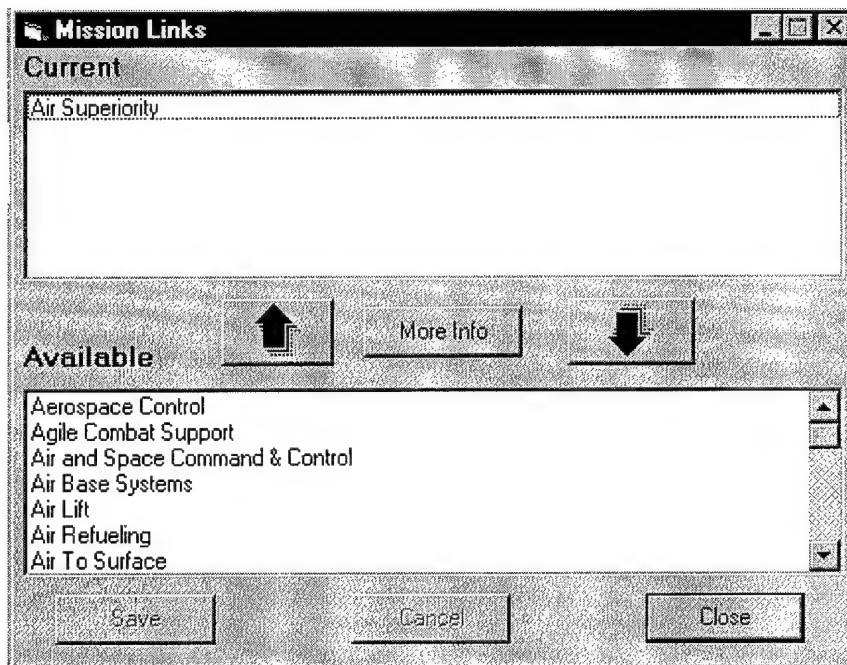 Mission Links
Current
Air Superiority
More Info
Available
Aerospace Control
Agile Combat Support
Air and Space Command & Control
Air Base Systems
Air Lift
Air Refueling
Air To Surface
Save Cancel Close